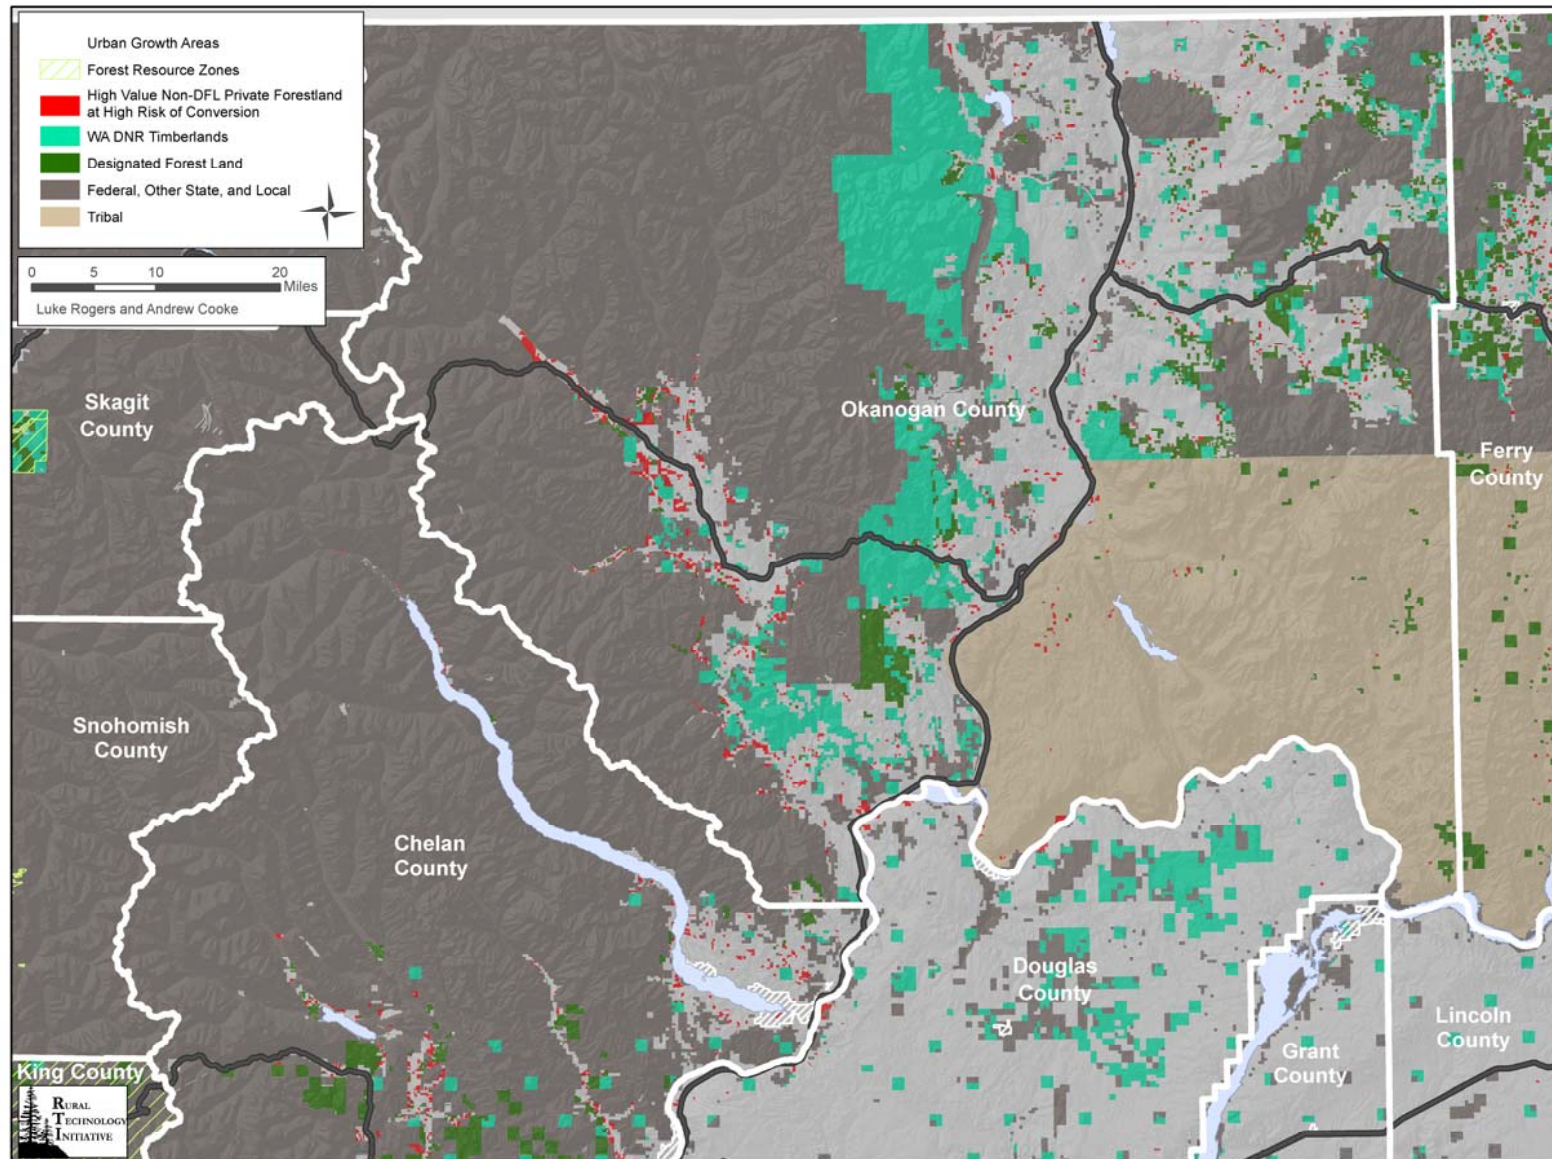 Urban Growth Areas
Forest Resource Zones
High Value Non-DFL Private Forestland
at High Risk of Conversion
WA DNR Timberlands
Designated Forest Land
Federal, Other State, and Local
Tribal
0 5 10 20
Miles
Luke Rogers and Andrew Cooke
Skagit
County
Okanogan County
Ferry
County
Snohomish
County
Chelan
County
Douglas
County
Lincoln
County
Grant
County
King County
RURAL
TECHNOLOGY
INITIATIVE